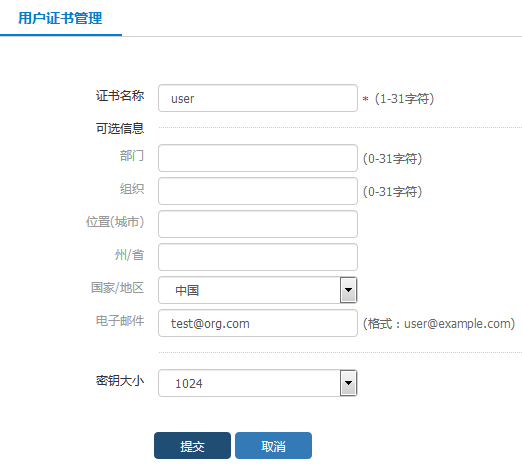 用户证书管理
证书名称 user * (1-31字符)
可选信息
部门 (0-31字符)
组织 (0-31字符)
位置(城市)
州/省
国家/地区 中国
电子邮件 test@org.com (格式：user@example.com)
密钥大小 1024
提交 取消